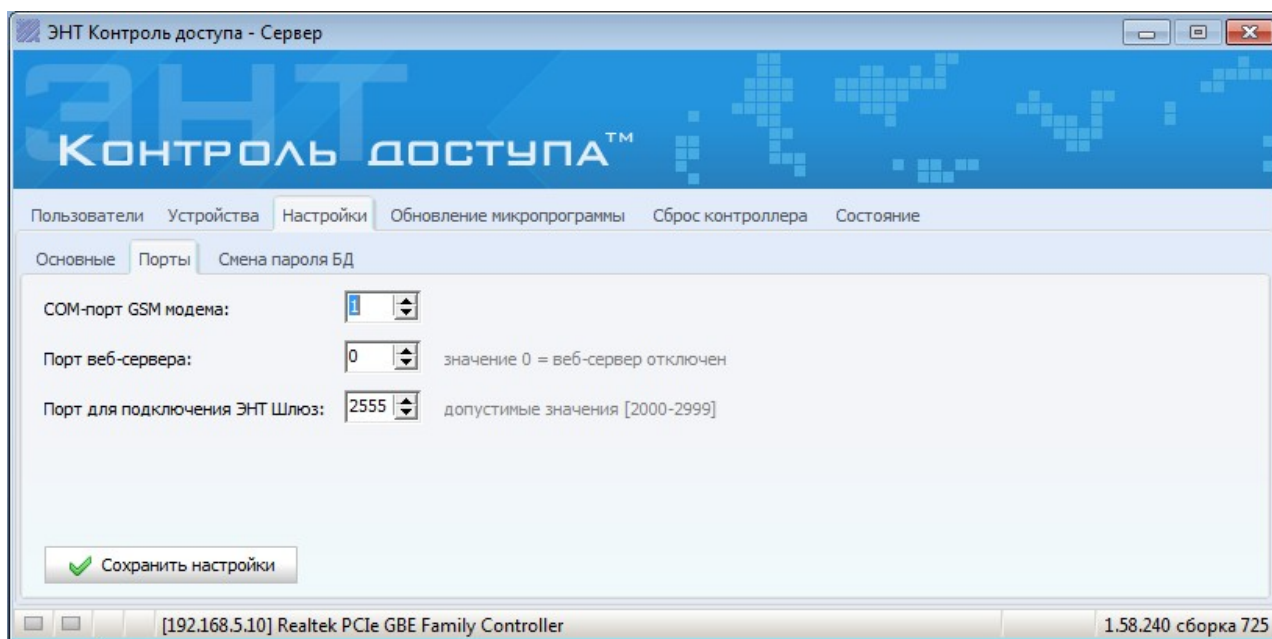 ЭНТ Контроль доступа - Сервер
ЭНТ
КОНТРОЛЬ ДОСТУПА™
Пользователи Устройства Настройки Обновление микропрограммы Сброс контроллера Состояние
Основные Порты Смена пароля БД
COM-порт GSM модема: 1
Порт веб-сервера: 0 значение 0 = веб-сервер отключен
Порт для подключения ЭНТ Шлюз: 2555 допустимые значения [2000-2999]
Сохранить настройки
[192.168.5.10] Realtek PCIe GBE Family Controller 1.58.240 сборка 725